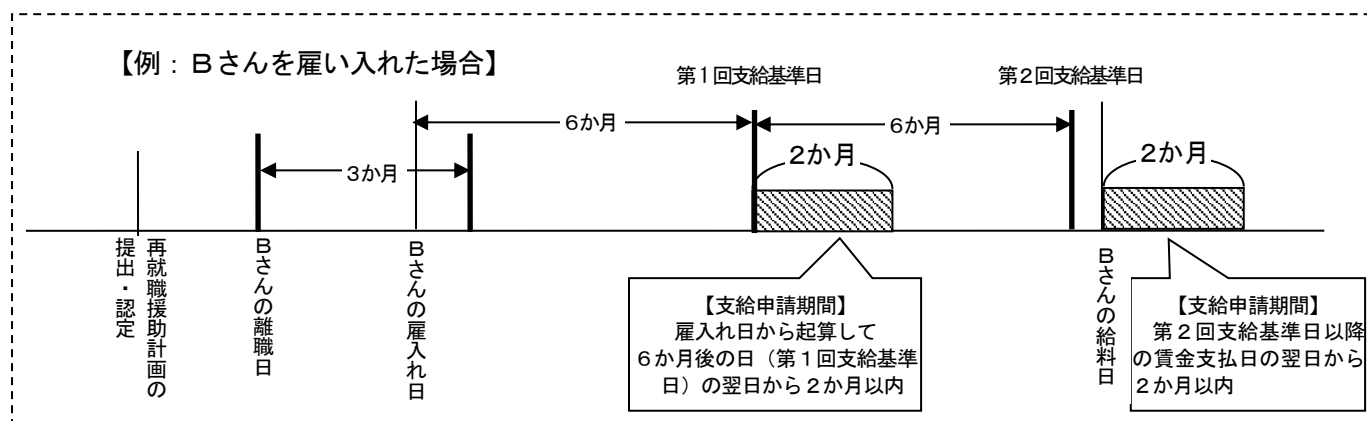 【例：Ｂさんを雇い入れた場合】
第１回支給基準日
第２回支給基準日
６か月
６か月
３か月
２か月
２か月
再就職援助計画の
提出・認定
Ｂさんの離職日
Ｂさんの雇入れ日
Ｂさんの給料日
【支給申請期間】
雇入れ日から起算して
６か月後の日（第１回支給基準
日）の翌日から２か月以内
【支給申請期間】
第２回支給基準日以降
の賃金支払日の翌日から
２か月以内